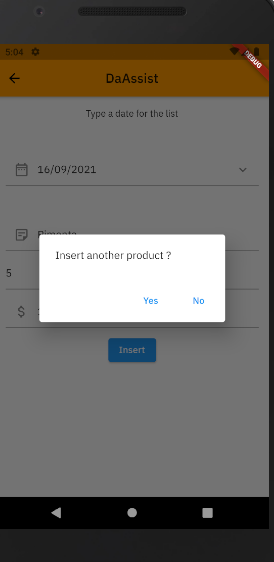 5:04
DEBUG
DaAssist
Type a date for the list
16/09/2021
Pimenta
Insert another product ?
5
Yes No
$
Insert